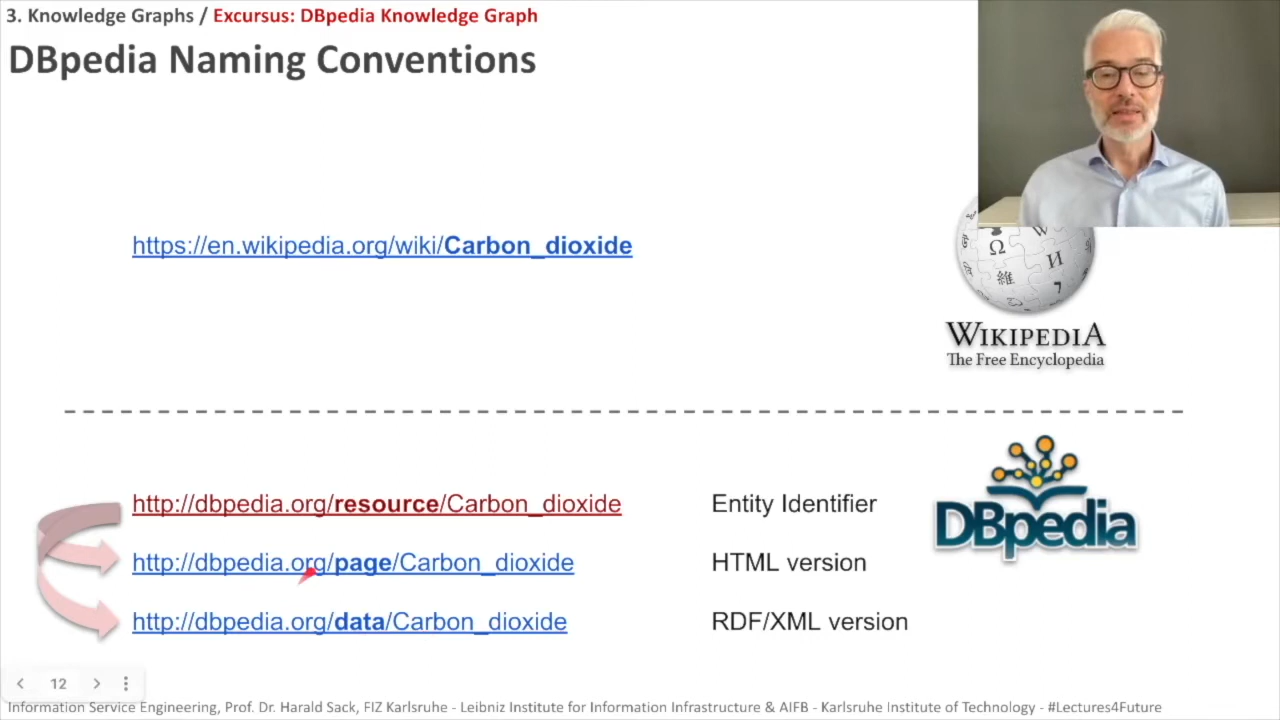 3. Knowledge Graphs / Excursus: DBpedia Knowledge Graph
DBpedia Naming Conventions
https://en.wikipedia.org/wiki/Carbon_dioxide
Ω
W
И
維
WIKIPEDIA
The Free Encyclopedia
http://dbpedia.org/resource/Carbon_dioxide Entity Identifier
DBpedia
http://dbpedia.org/page/Carbon_dioxide HTML version
http://dbpedia.org/data/Carbon_dioxide RDF/XML version
12
Information Service Engineering, Prof. Dr. Harald Sack, FIZ Karlsruhe - Leibniz Institute for Information Infrastructure & AIFB - Karlsruhe Institute of Technology - #Lectures4Future